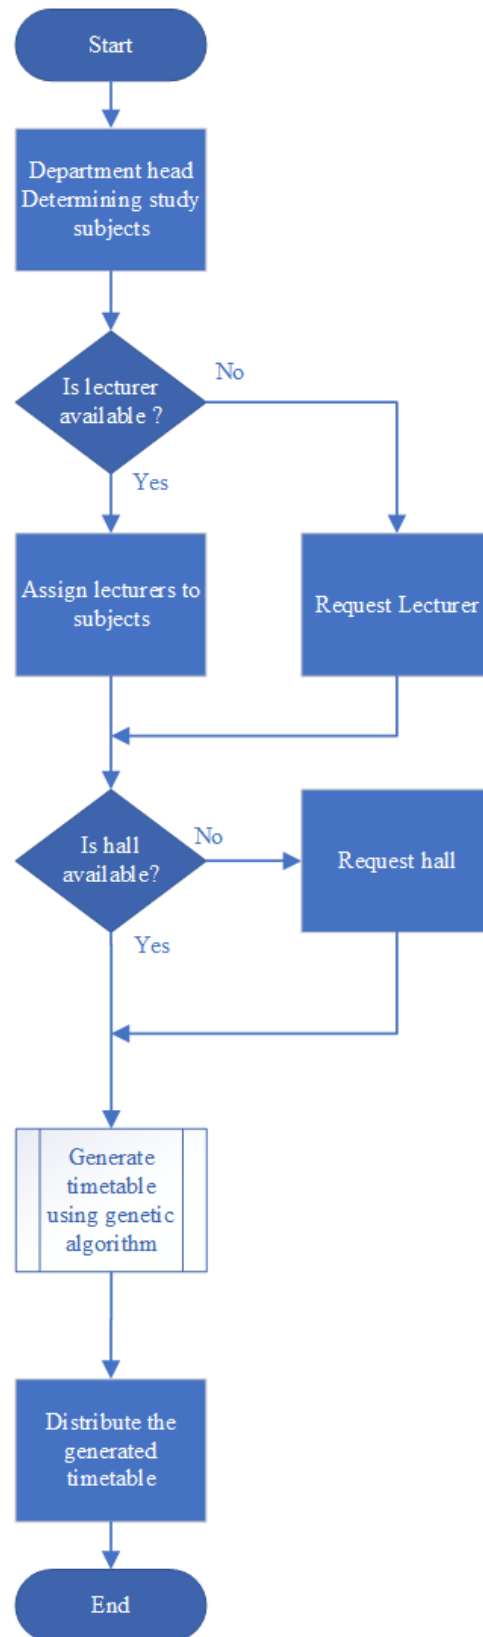 Start
Department head
Determining study
subjects
Is lecturer
available ?
No
Yes
Assign lecturers to
subjects
Request Lecturer
Is hall
available?
No
Request hall
Yes
Generate
timetable
using genetic
algorithm
Distribute the
generated
timetable
End